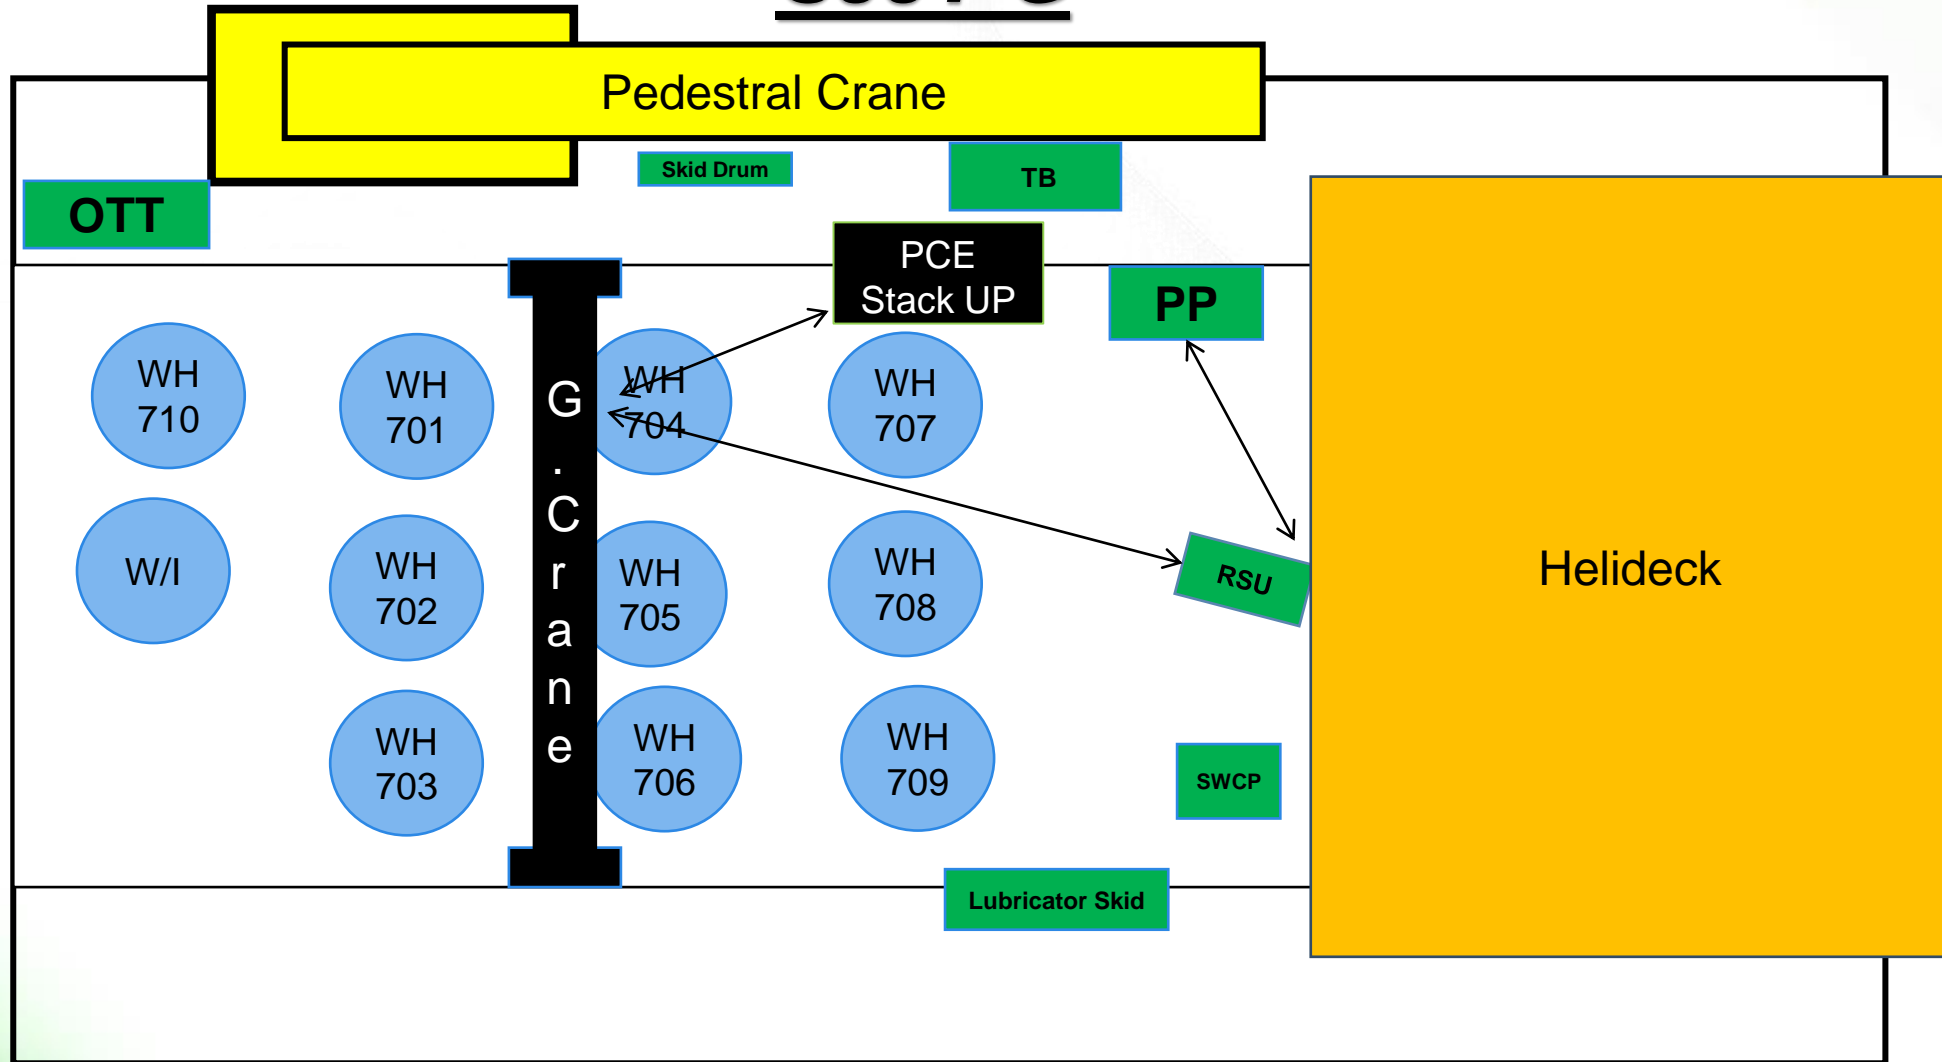 Pedestral Crane
Skid Drum
TB
OTT
PCE
Stack UP
PP
WH
710
WH
701
G
.
C
r
a
n
e
WH
704
WH
707
W/I
WH
702
WH
705
WH
708
RSU
Helideck
WH
703
WH
706
WH
709
SWCP
Lubricator Skid